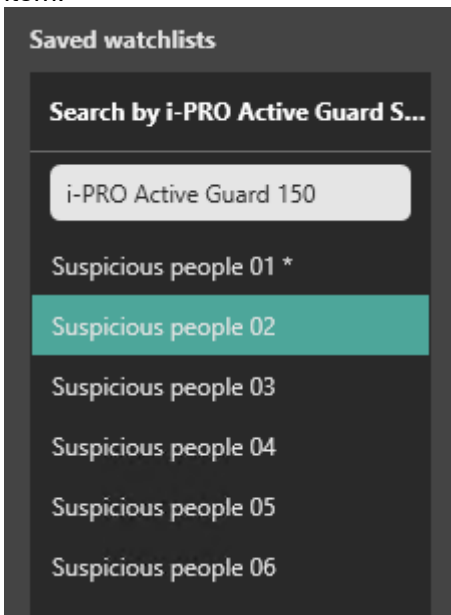 Saved watchlists
Search by i-PRO Active Guard S...
i-PRO Active Guard 150
Suspicious people 01 *
Suspicious people 02
Suspicious people 03
Suspicious people 04
Suspicious people 05
Suspicious people 06